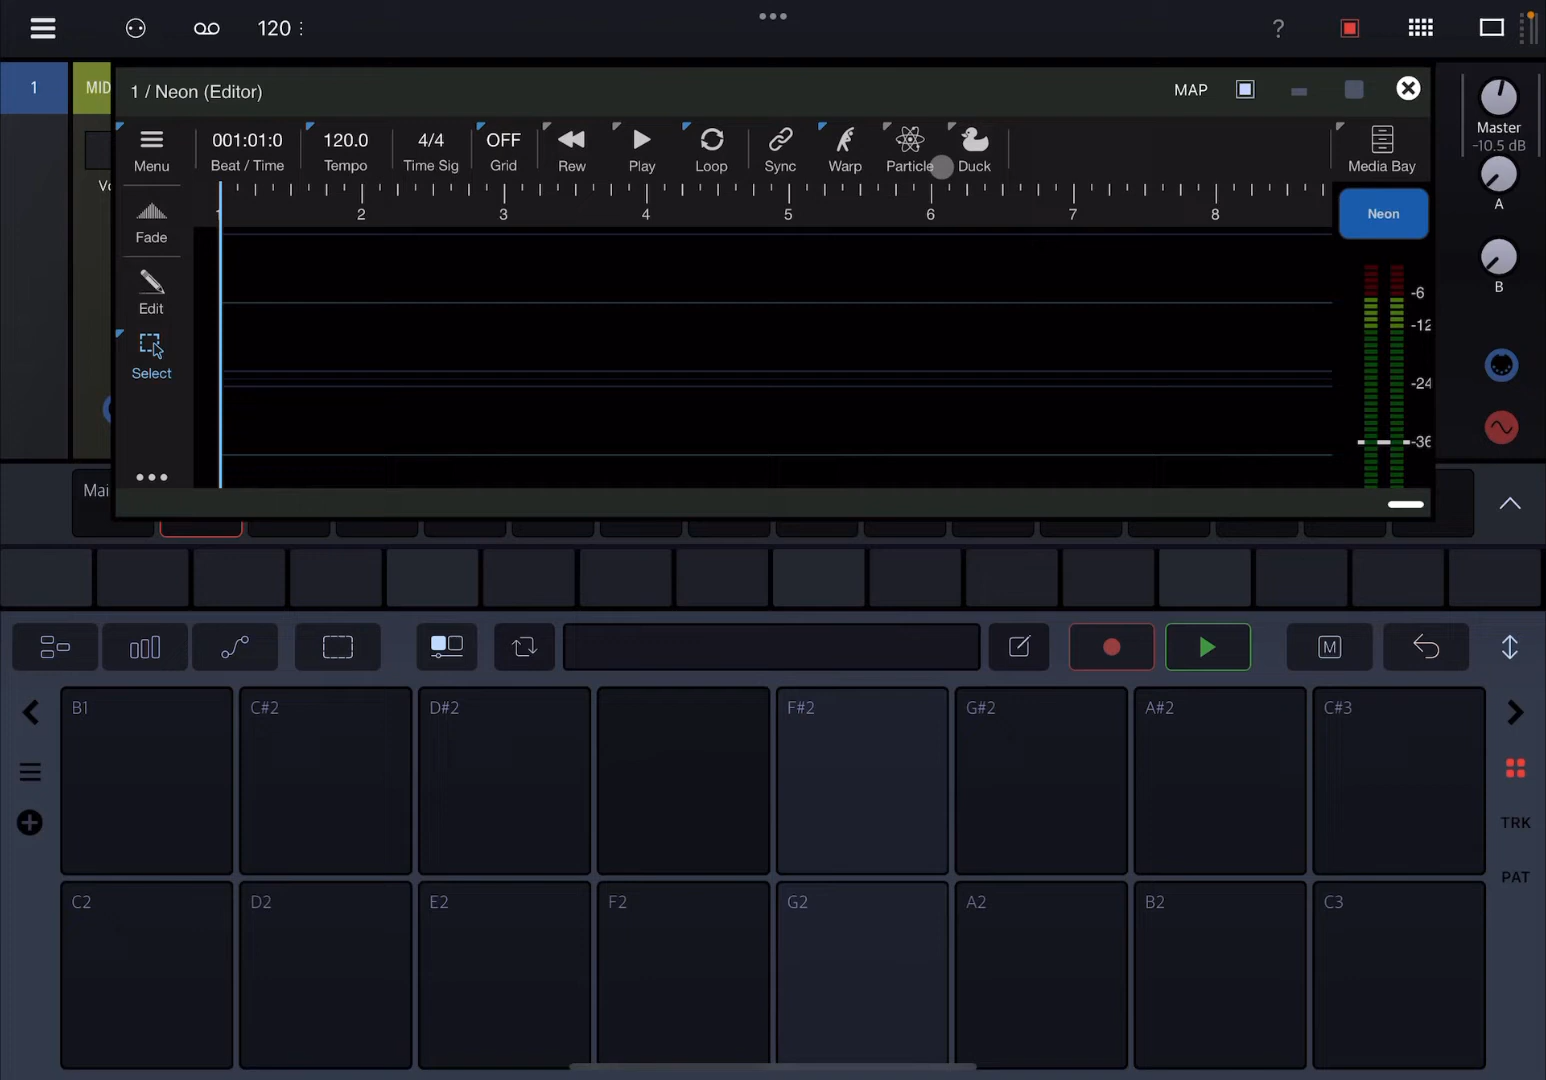 120
?
1
MID
1 / Neon (Editor)
MAP
Master
-10.5 dB
001:01:0
120.0
4/4
OFF
Menu
Beat / Time
Tempo
Time Sig
Grid
Rew
Play
Loop
Sync
Warp
Particle
Duck
Media Bay
A
1
2
3
4
5
6
7
8
Neon
Fade
B
Edit
-6
-12
Select
-24
-36
Mai
M
B1
C#2
D#2
F#2
G#2
A#2
C#3
TRK
PAT
C2
D2
E2
F2
G2
A2
B2
C3